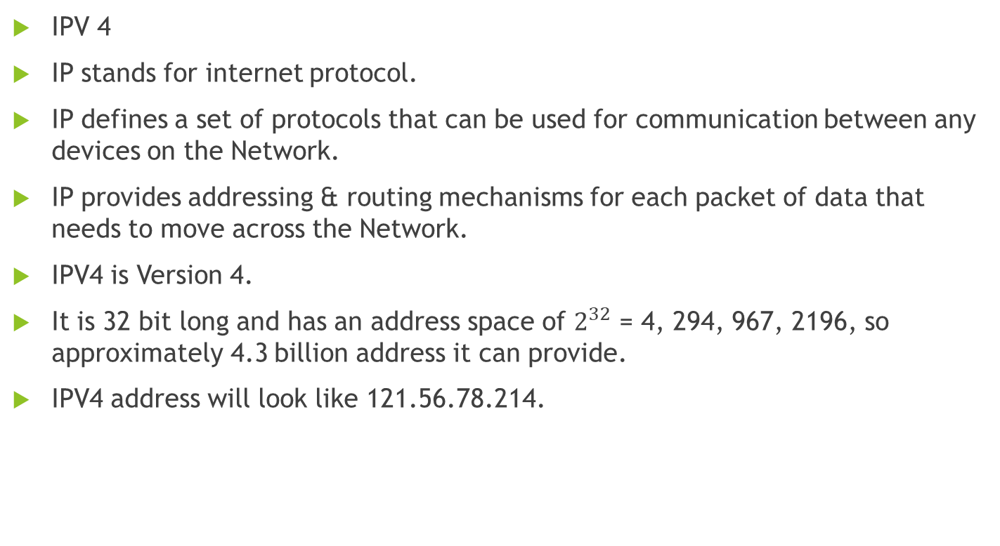 IPV 4
IP stands for internet protocol.
IP defines a set of protocols that can be used for communication between any
devices on the Network.
IP provides addressing & routing mechanisms for each packet of data that
needs to move across the Network.
IPV4 is Version 4.
It is 32 bit long and has an address space of 2³² = 4, 294, 967, 2196, so
approximately 4.3 billion address it can provide.
IPV4 address will look like 121.56.78.214.